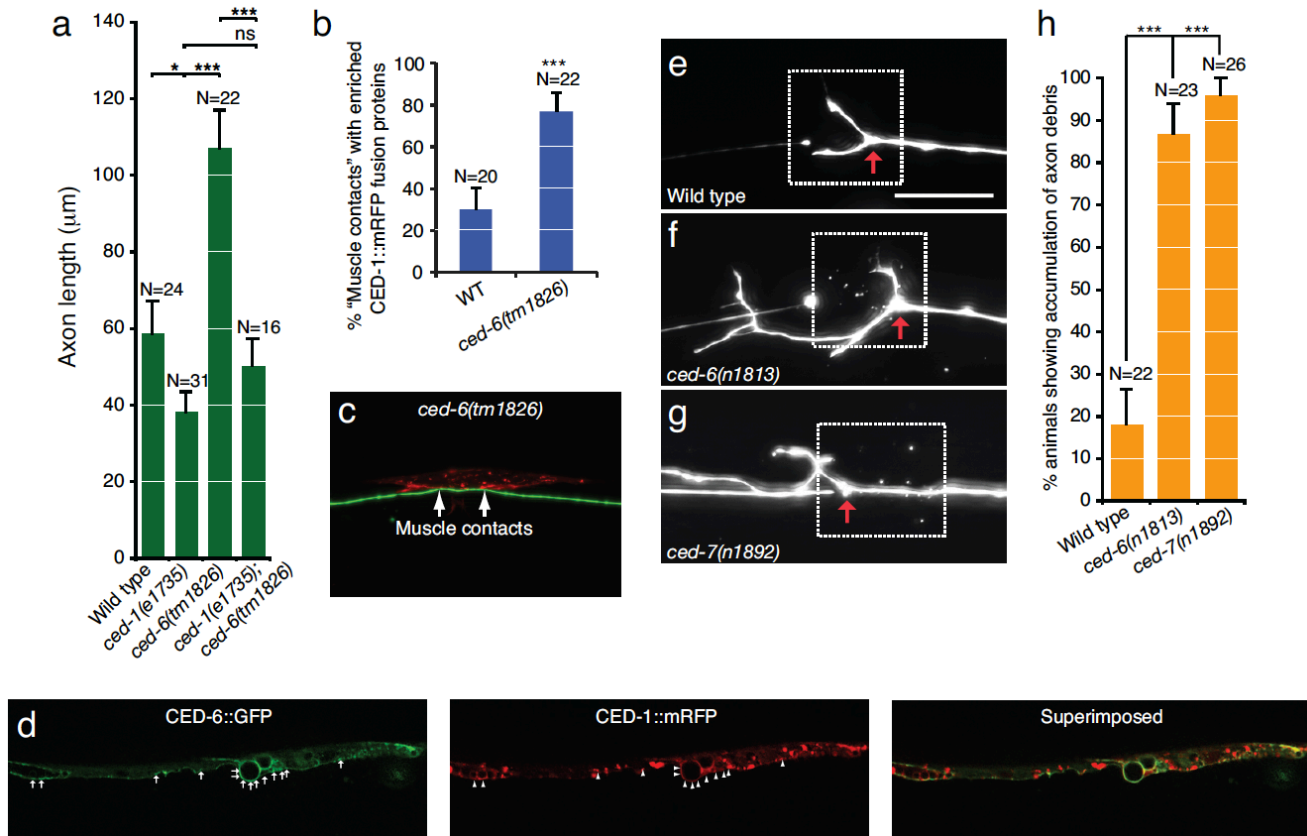 a
Axon length (μm)
140
120
100
80
60
40
20
0
***
ns
*
***
N=24
N=31
N=22
N=16
Wild type
ced-1(e1735)
ced-6(tm1826)
ced-1(e1735);
ced-6(tm1826)
b
% "Muscle contacts" with enriched
CED-1::mRFP fusion proteins
100
80
60
40
20
0
***
N=20
N=22
WT
ced-6(tm1826)
c
ced-6(tm1826)
Muscle contacts
d
CED-6::GFP
CED-1::mRFP
Superimposed
e
Wild type
f
ced-6(n1813)
g
ced-7(n1892)
h
% animals showing accumulation of axon debris
100
90
80
70
60
50
40
30
20
10
0
***
***
N=22
N=23
N=26
Wild type
ced-6(n1813)
ced-7(n1892)